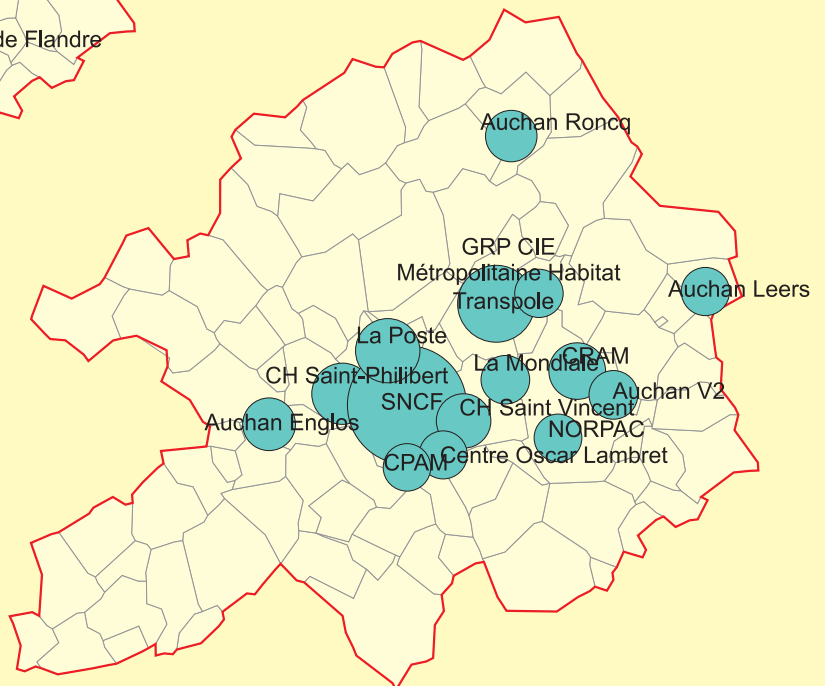 de Flandre
Auchan Roncq
GRP CIE
Métropolitaine Habitat
Transpole
Auchan Leers
La Poste
La Mondiale
CRAM
CH Saint-Philibert
Auchan V2
SNCF
CH Saint Vincent
Auchan Englos
NORPAC
Centre Oscar Lambret
CPAM